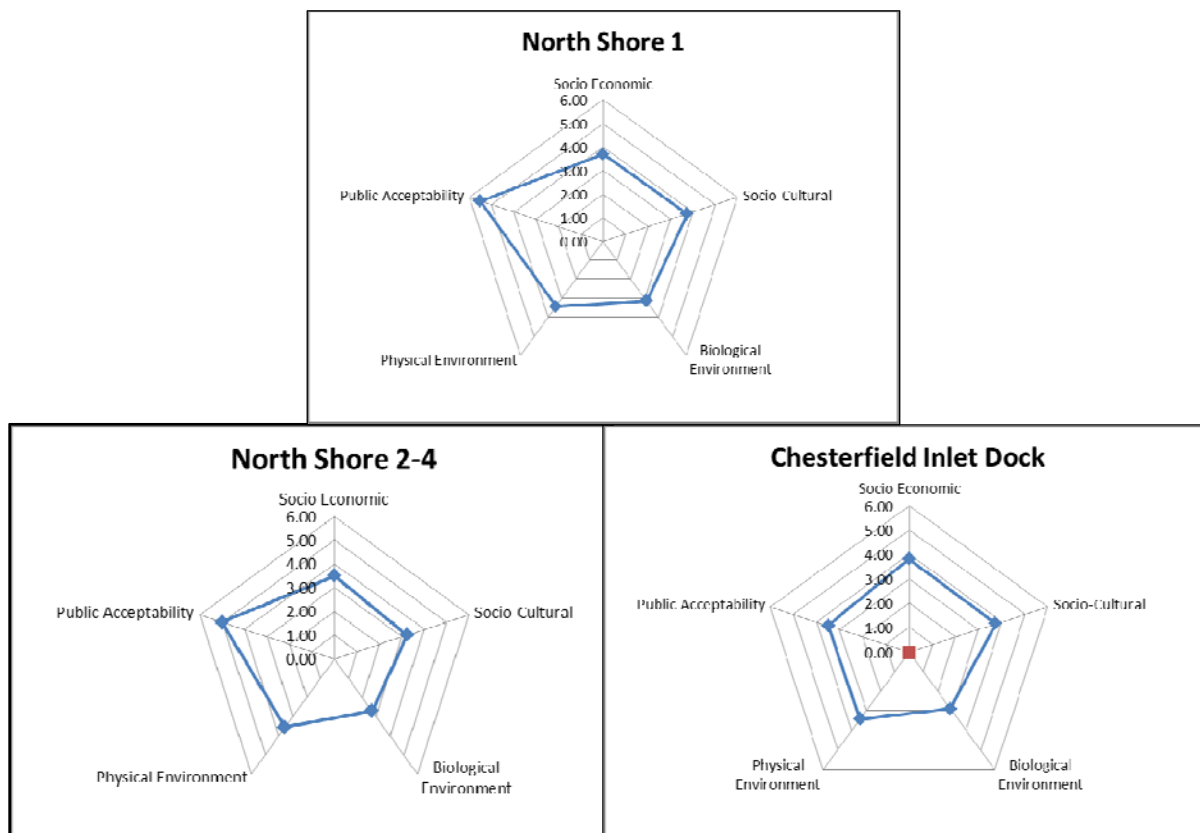 North Shore 1
Socio Economic
6.00
5.00
4.00
3.00
2.00
1.00
0.00
Public Acceptability
Socio-Cultural
Physical Environment
Biological
Environment
North Shore 2-4
Socio Economic
6.00
5.00
4.00
3.00
2.00
1.00
0.00
Public Acceptability
Socio Cultural
Physical Environment
Biological
Environment
Chesterfield Inlet Dock
Socio Economic
6.00
5.00
4.00
3.00
2.00
1.00
0.00
Public Acceptability
Socio-Cultural
Physical
Environment
Biological
Environment